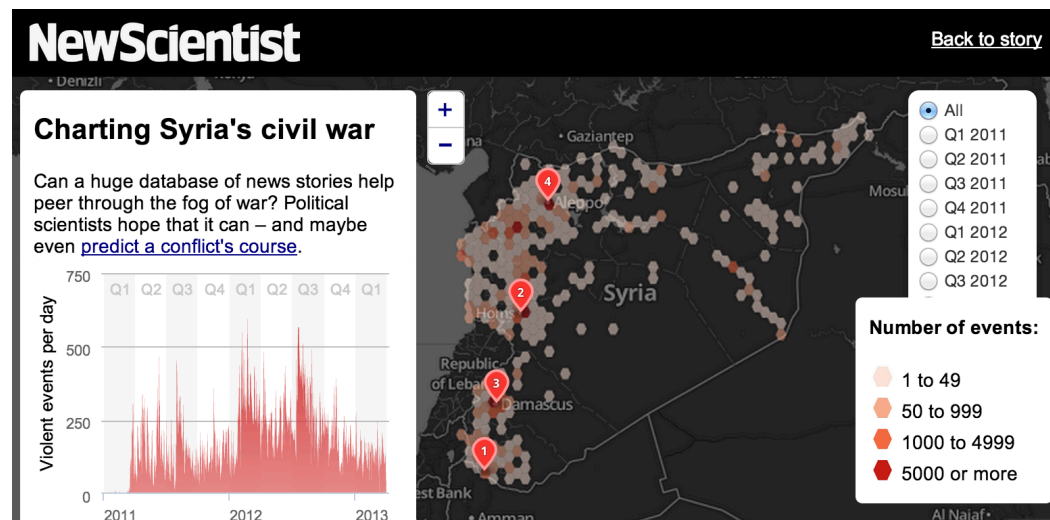 NewScientist
Back to story
Denizli
Charting Syria's civil war
Can a huge database of news stories help
peer through the fog of war? Political
scientists hope that it can – and maybe
even predict a conflict's course.
Violent events per day
750
500
250
0
Q1 Q2 Q3 Q4 Q1 Q2 Q3 Q4 Q1
2011 2012 2013
+
−
Gaziantep
4
Aleppo
Mosul
2
Syria
Homs
Republic
of Leba
3
Damascus
1
est Bank
Amman
Al Najaf
All
Q1 2011
Q2 2011
Q3 2011
Q4 2011
Q1 2012
Q2 2012
Q3 2012
Number of events:
1 to 49
50 to 999
1000 to 4999
5000 or more